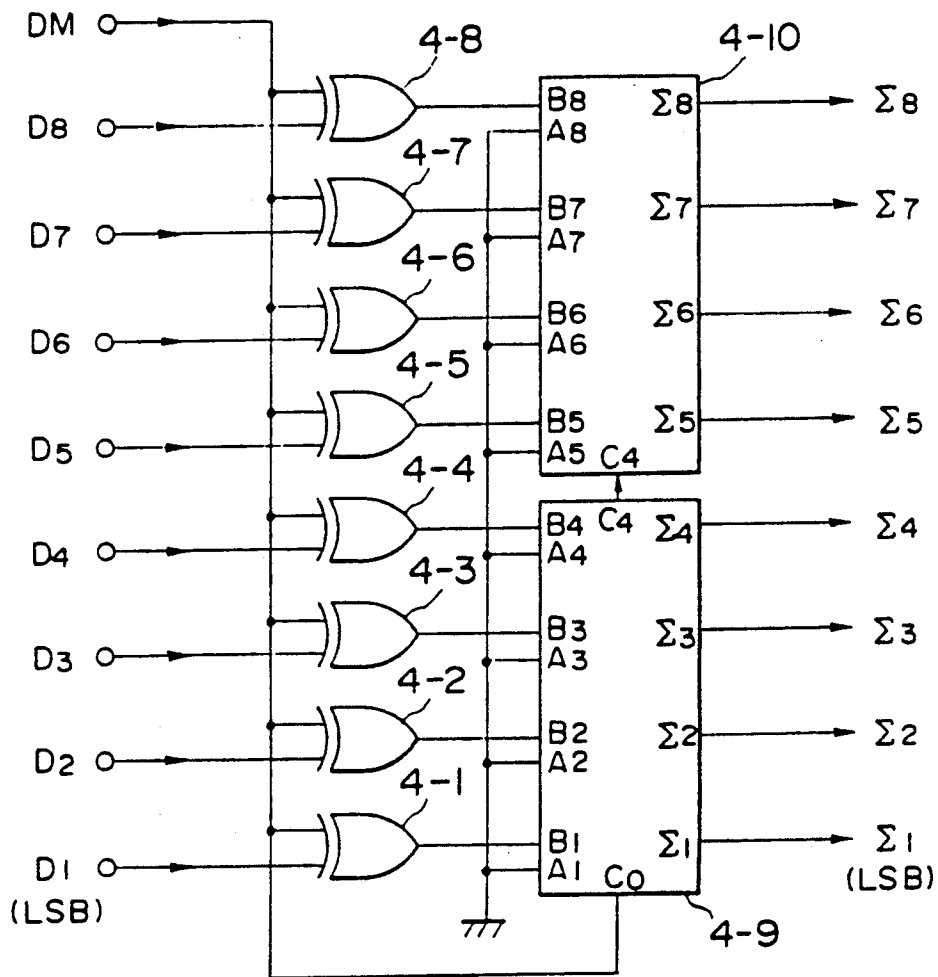 DM
4-8
4-10
D8
B8
Σ8
Σ8
A8
4-7
D7
B7
Σ7
Σ7
A7
4-6
D6
B6
Σ6
Σ6
A6
4-5
D5
B5
Σ5
Σ5
A5
C4
4-4
C4
D4
B4
Σ4
Σ4
A4
4-3
D3
B3
Σ3
Σ3
A3
4-2
D2
B2
Σ2
Σ2
A2
4-1
D1
B1
Σ1
Σ1
A1
(LSB)
C0
(LSB)
4-9